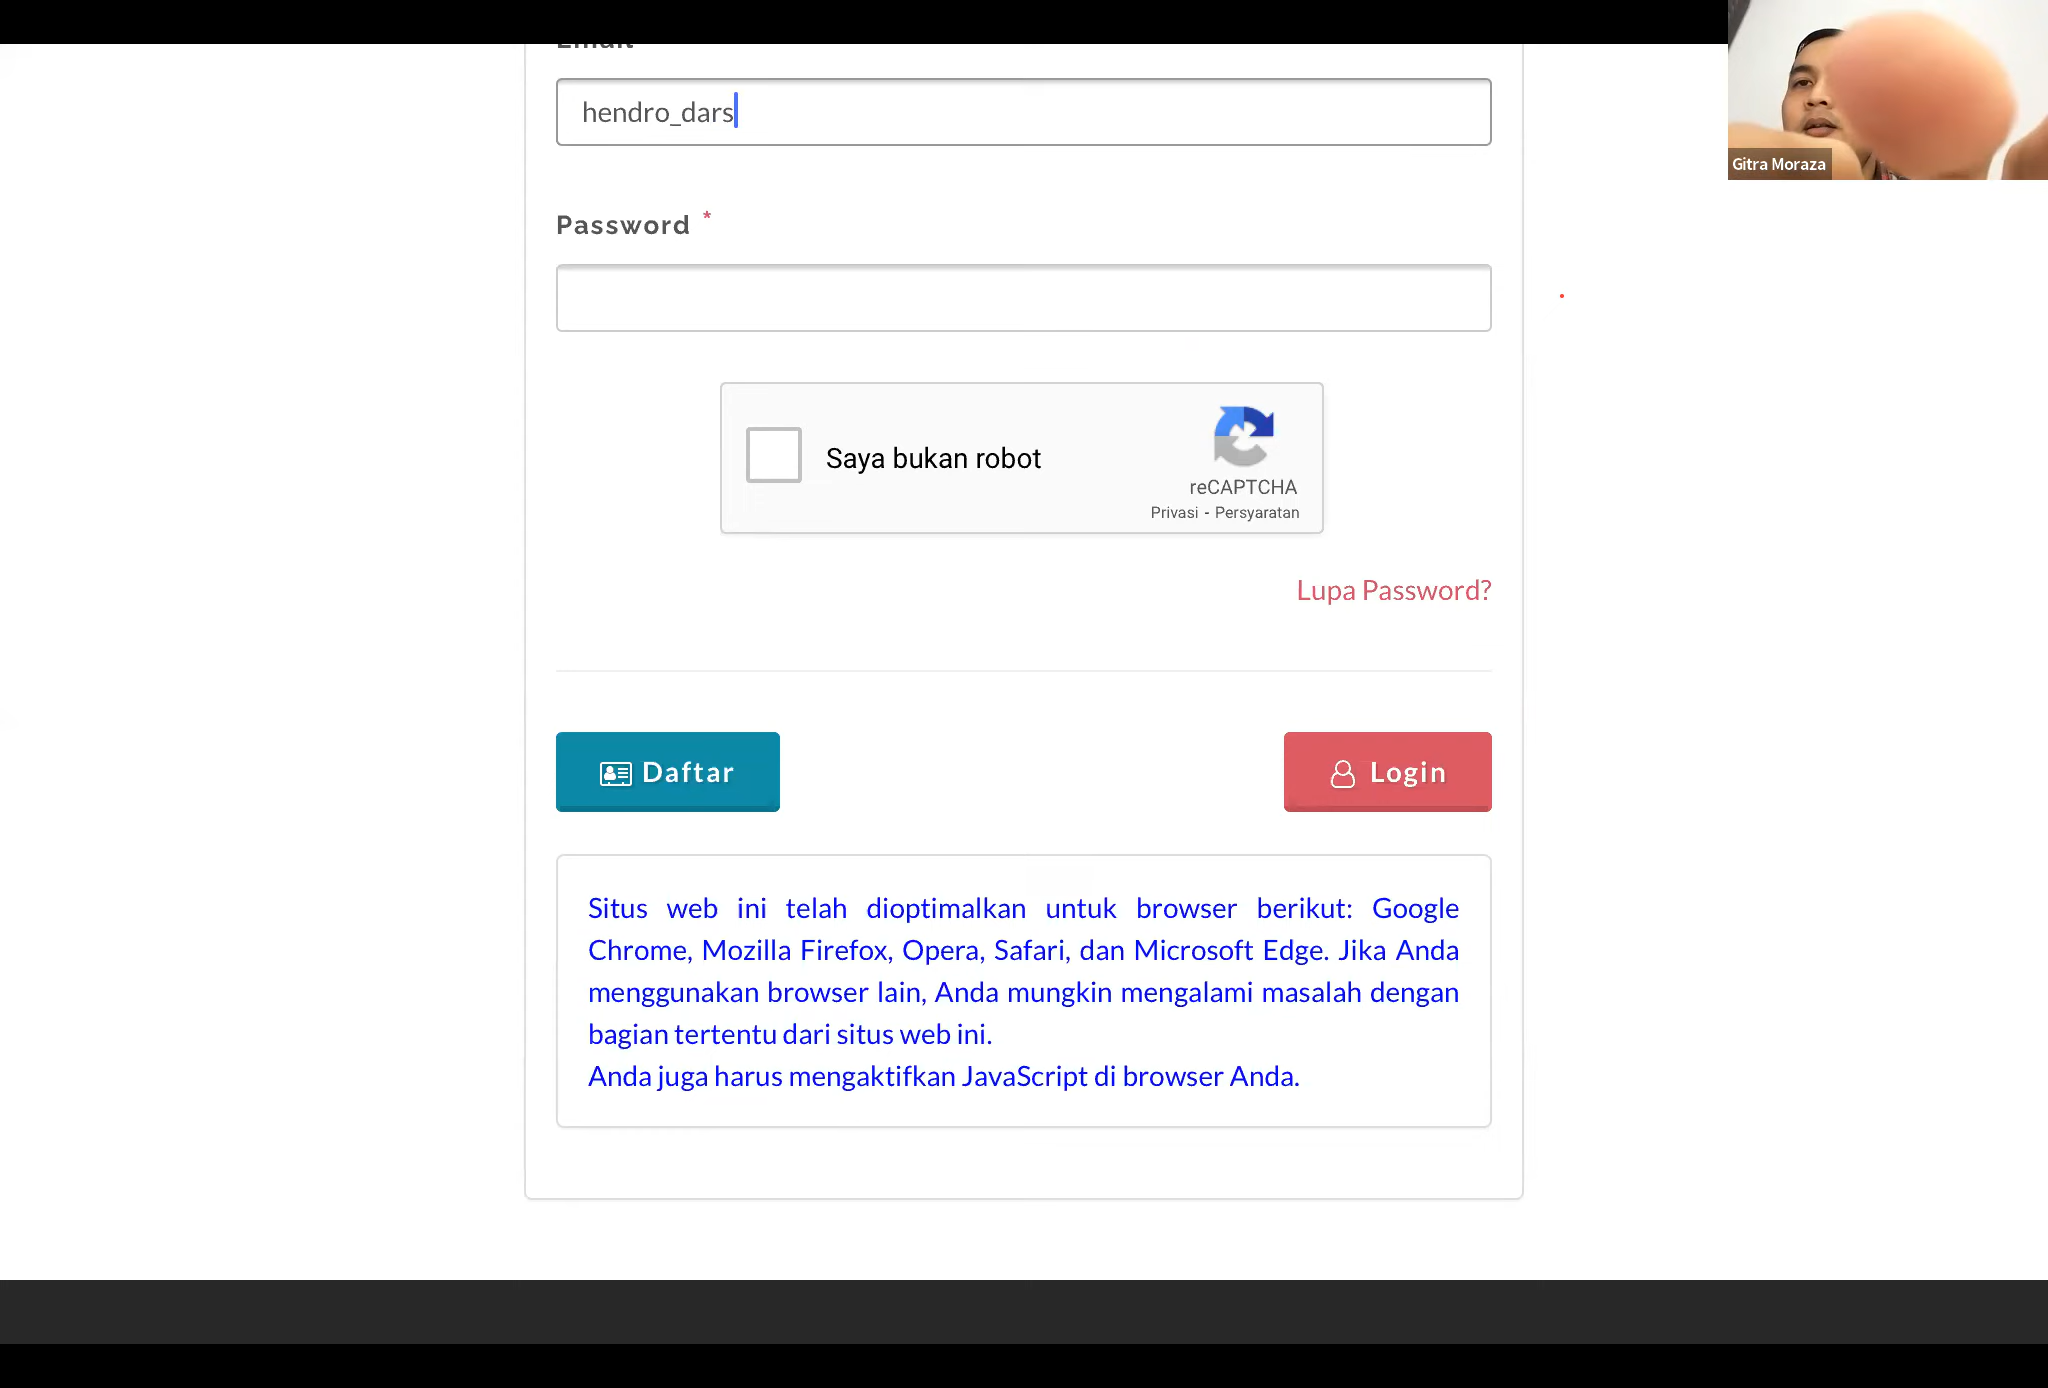 Email
hendro_dars
Gitra Moraza
Password *
Saya bukan robot
reCAPTCHA
Privasi - Persyaratan
Lupa Password?
Daftar
Login
Situs web ini telah dioptimalkan untuk browser berikut: Google
Chrome, Mozilla Firefox, Opera, Safari, dan Microsoft Edge. Jika Anda
menggunakan browser lain, Anda mungkin mengalami masalah dengan
bagian tertentu dari situs web ini.
Anda juga harus mengaktifkan JavaScript di browser Anda.